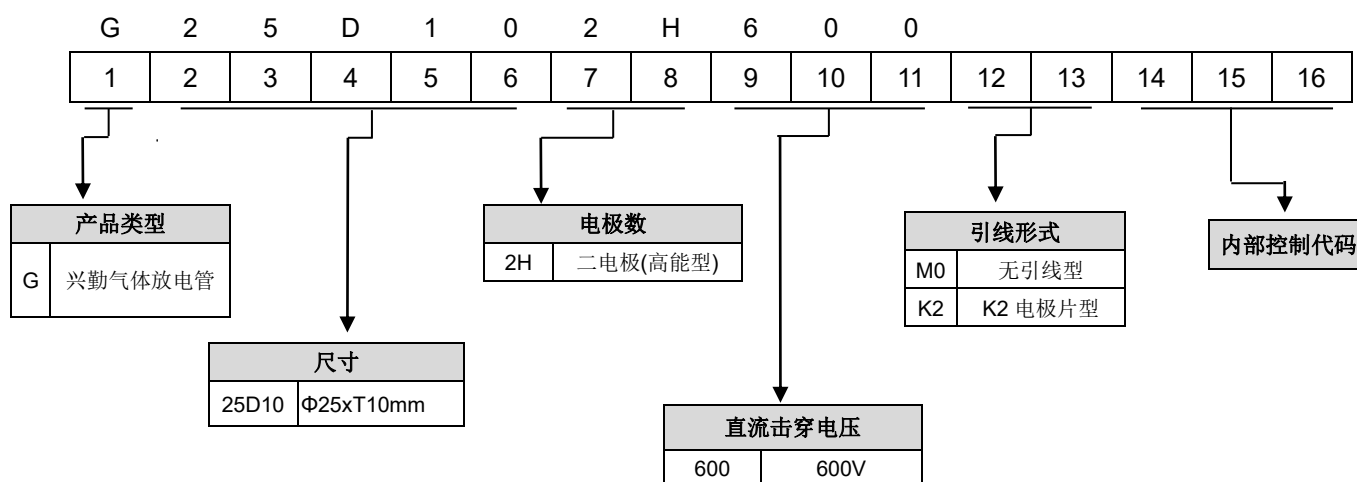 G 2 5 D 1 0 2 H 6 0 0
1 2 3 4 5 6 7 8 9 10 11 12 13 14 15 16
产品类型
G 兴勤气体放电管
尺寸
25D10 Φ25xT10mm
电极数
2H 二电极(高能型)
直流击穿电压
600 600V
引线形式
M0 无引线型
K2 K2 电极片型
内部控制代码